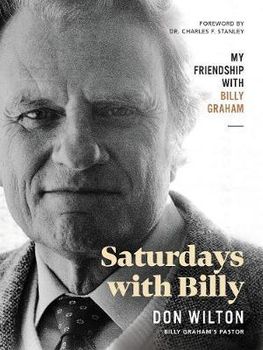 FOREWORD BY
DR. CHARLES F. STANLEY
MY
FRIENDSHIP
WITH
BILLY
GRAHAM
Saturdays
with Billy
DON WILTON
BILLY GRAHAM'S PASTOR